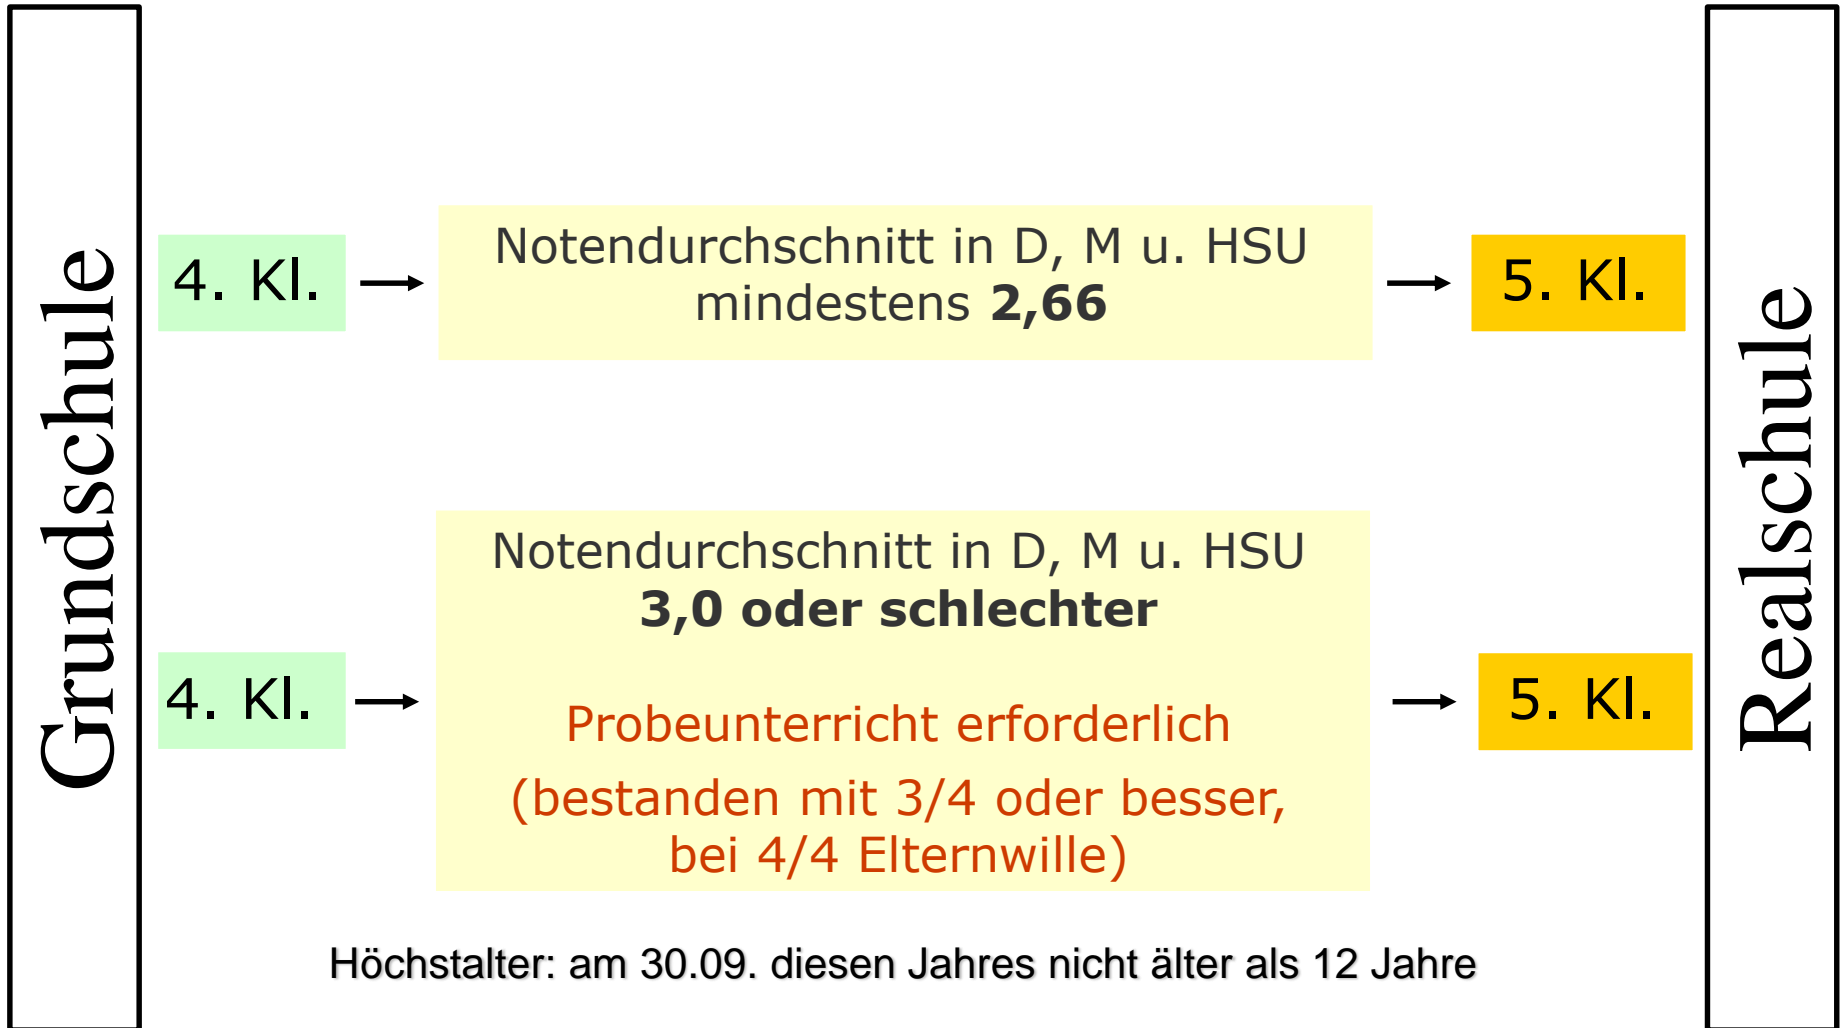 Grundschule
4. Kl.
Notendurchschnitt in D, M u. HSU
mindestens 2,66
5. Kl.
4. Kl.
Notendurchschnitt in D, M u. HSU
3,0 oder schlechter
Probeunterricht erforderlich
(bestanden mit 3/4 oder besser,
bei 4/4 Elternwille)
5. Kl.
Realschule
Höchstalter: am 30.09. diesen Jahres nicht älter als 12 Jahre